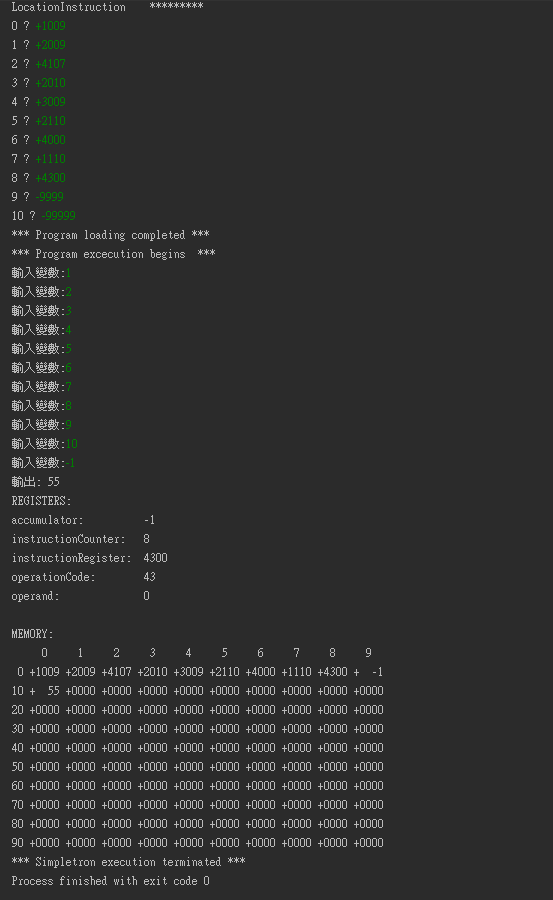 LocationInstruction    *********
0 ? +1009
1 ? +2009
2 ? +4107
3 ? +2010
4 ? +3009
5 ? +2110
6 ? +4000
7 ? +1110
8 ? +4300
9 ? -9999
10 ? -99999
*** Program loading completed ***
*** Program excecution begins  ***
輸入變數:1
輸入變數:2
輸入變數:3
輸入變數:4
輸入變數:5
輸入變數:6
輸入變數:7
輸入變數:8
輸入變數:9
輸入變數:10
輸入變數:-1
輸出: 55
REGISTERS:
accumulator:          -1
instructionCounter:   8
instructionRegister:  4300
operationCode:        43
operand:              0
MEMORY:
      0     1     2     3     4     5     6     7     8     9
 0 +1009 +2009 +4107 +2010 +3009 +2110 +4000 +1110 +4300 +  -1
10 +  55 +0000 +0000 +0000 +0000 +0000 +0000 +0000 +0000 +0000
20 +0000 +0000 +0000 +0000 +0000 +0000 +0000 +0000 +0000 +0000
30 +0000 +0000 +0000 +0000 +0000 +0000 +0000 +0000 +0000 +0000
40 +0000 +0000 +0000 +0000 +0000 +0000 +0000 +0000 +0000 +0000
50 +0000 +0000 +0000 +0000 +0000 +0000 +0000 +0000 +0000 +0000
60 +0000 +0000 +0000 +0000 +0000 +0000 +0000 +0000 +0000 +0000
70 +0000 +0000 +0000 +0000 +0000 +0000 +0000 +0000 +0000 +0000
80 +0000 +0000 +0000 +0000 +0000 +0000 +0000 +0000 +0000 +0000
90 +0000 +0000 +0000 +0000 +0000 +0000 +0000 +0000 +0000 +0000
*** Simpletron execution terminated ***
Process finished with exit code 0